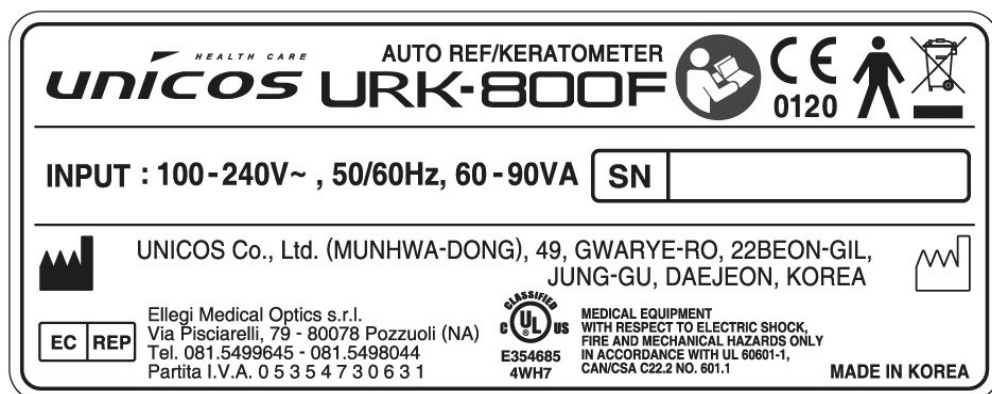 HEALTH CARE
unicos
AUTO REF/KERATOMETER
URK-800F
CE
0120
INPUT : 100-240V~ , 50/60Hz, 60-90VA
SN
UNICOS Co., Ltd. (MUNHWA-DONG), 49, GWARYE-RO, 22BEON-GIL,
JUNG-GU, DAEJEON, KOREA
EC REP
Ellegi Medical Optics s.r.l.
Via Pisciarelli, 79 - 80078 Pozzuoli (NA)
Tel. 081.5499645 - 081.5498044
Partita I.V.A. 0 5 3 5 4 7 3 0 6 3 1
CLASSIFIED
C UL ® US
E354685
4WH7
MEDICAL EQUIPMENT
WITH RESPECT TO ELECTRIC SHOCK,
FIRE AND MECHANICAL HAZARDS ONLY
IN ACCORDANCE WITH UL 60601-1,
CAN/CSA C22.2 NO. 601.1
MADE IN KOREA